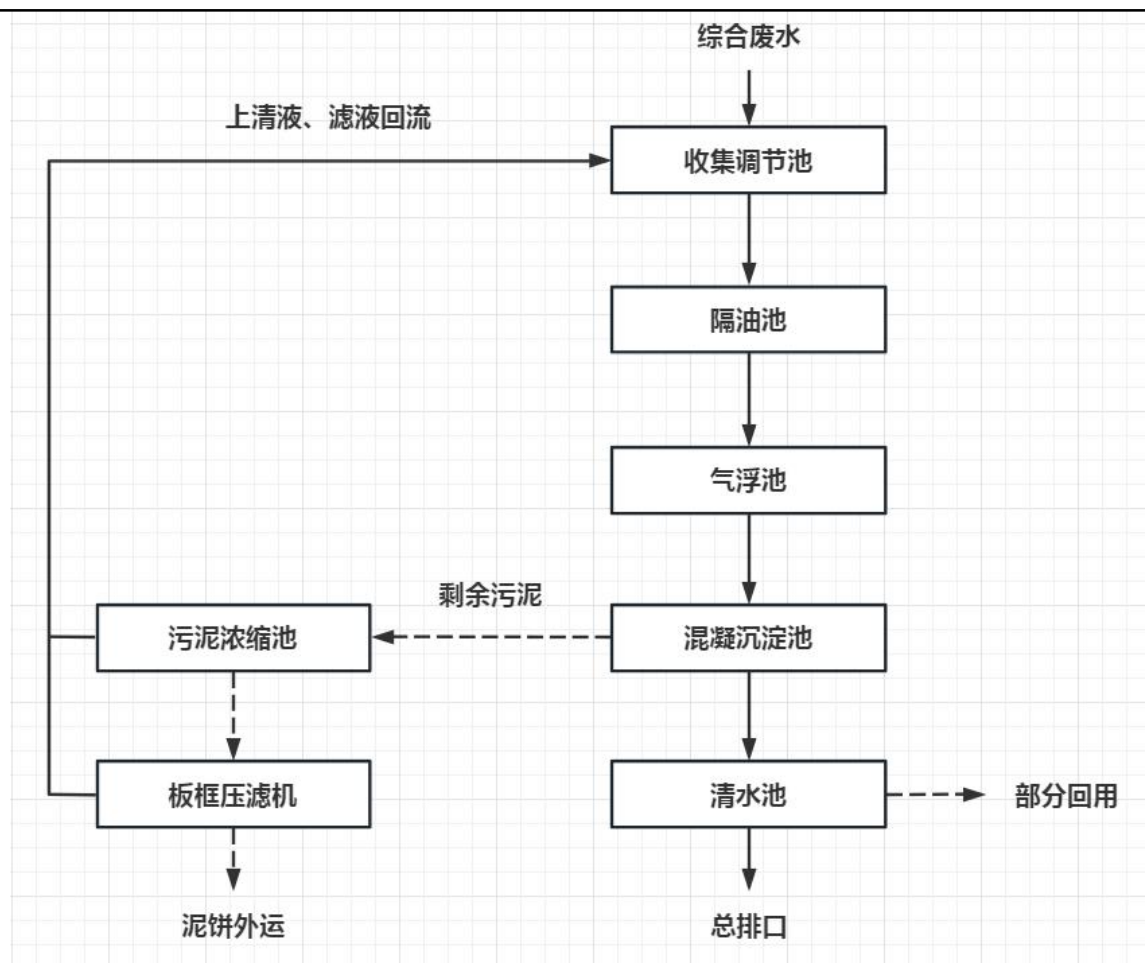 综合废水
上清液、滤液回流
收集调节池
隔油池
气浮池
剩余污泥
污泥浓缩池
混凝沉淀池
板框压滤机
清水池
部分回用
泥饼外运
总排口